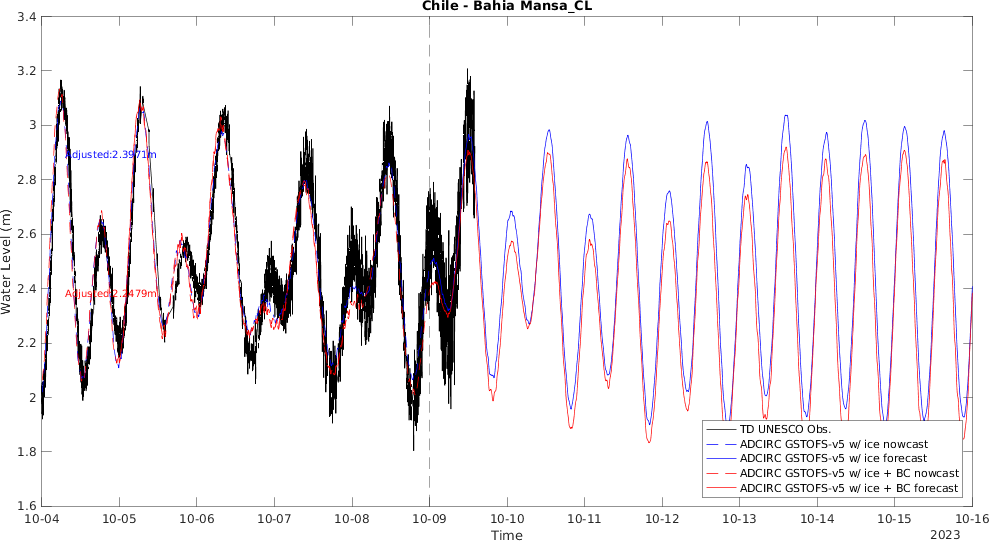 Chile - Bahia Mansa_CL
3.4
3.2
3
2.8
2.6
2.4
2.2
2
1.8
1.6
Water Level (m)
Adjusted:2.3971m
Adjusted:2.2479m
TD UNESCO Obs.
ADCIRC GSTOFS-v5 w/ ice nowcast
ADCIRC GSTOFS-v5 w/ ice forecast
ADCIRC GSTOFS-v5 w/ ice + BC nowcast
ADCIRC GSTOFS-v5 w/ ice + BC forecast
10-04 10-05 10-06 10-07 10-08 10-09 10-10 10-11 10-12 10-13 10-14 10-15 10-16
Time
2023